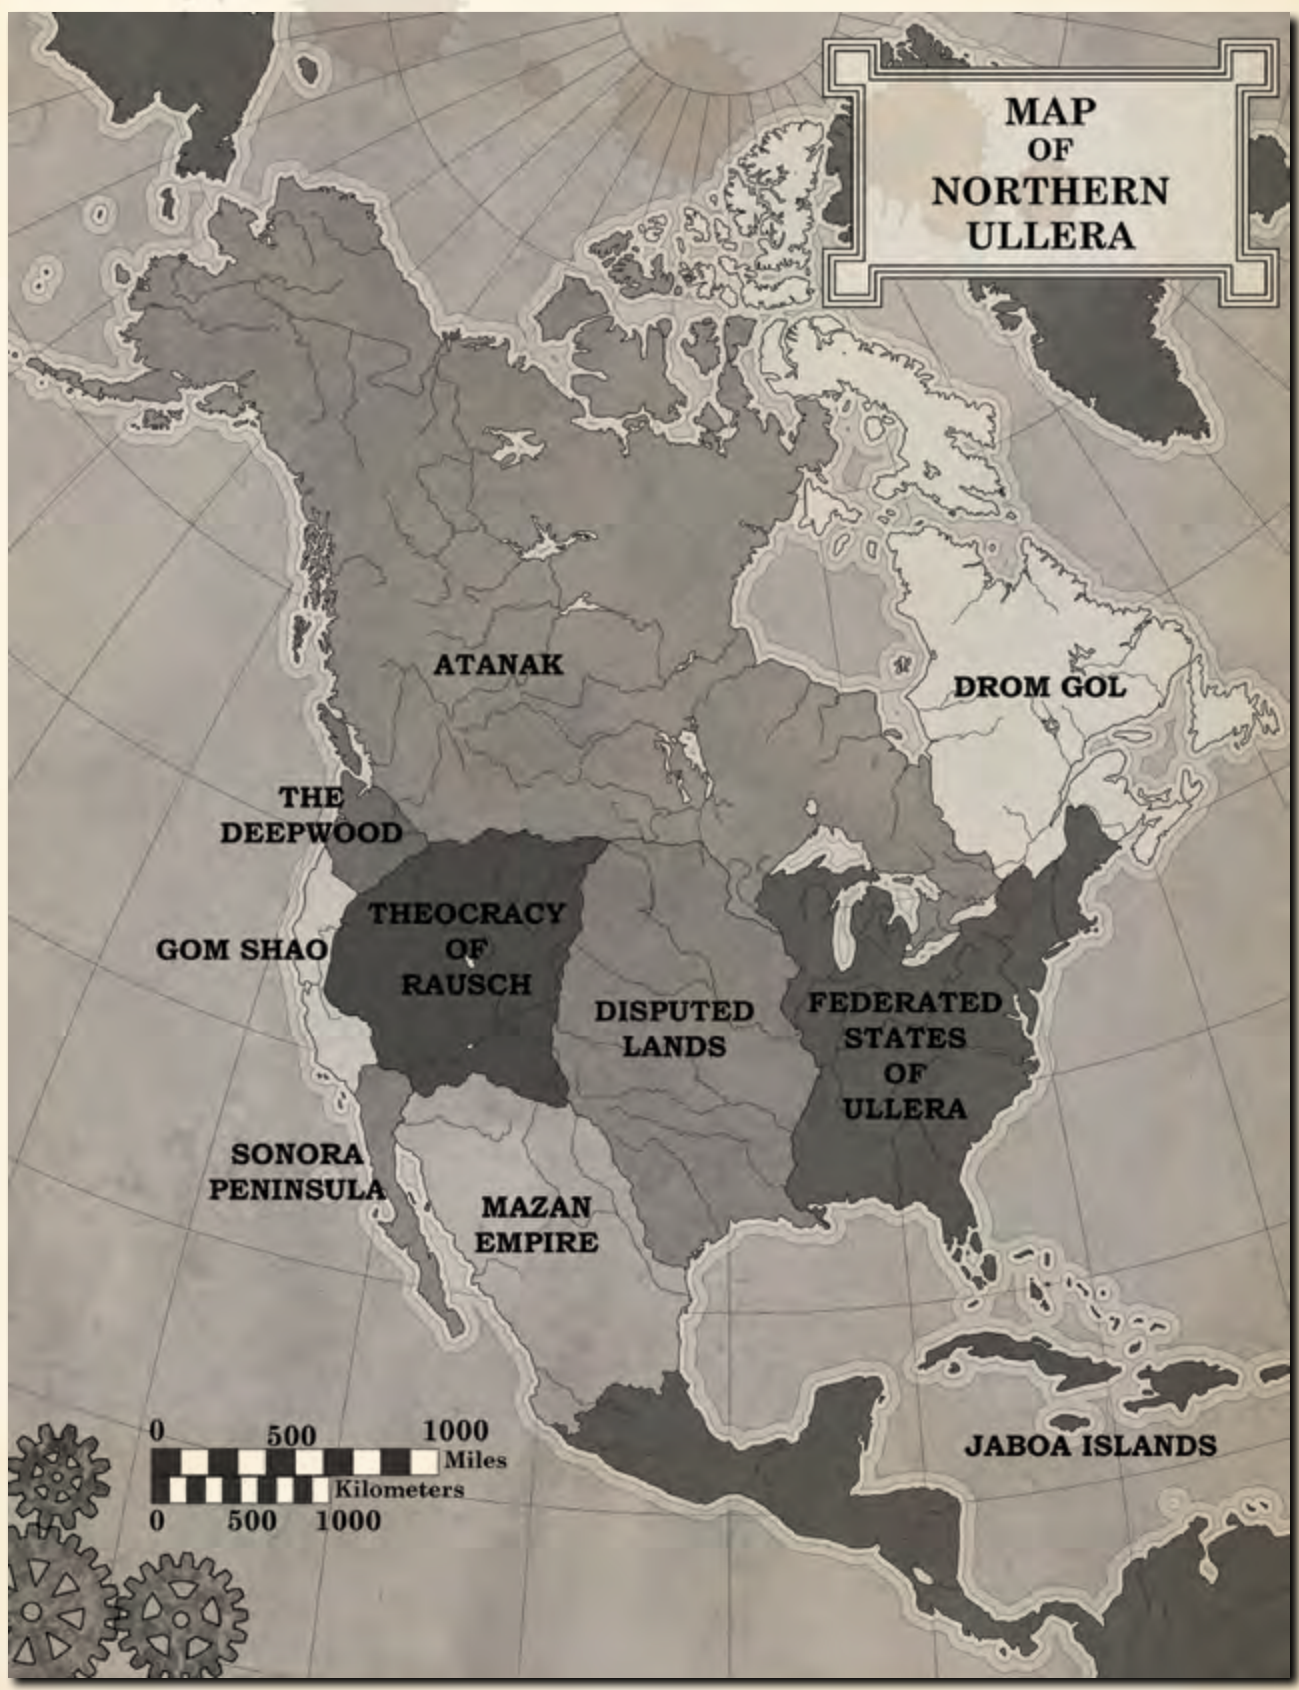 MAP
OF
NORTHERN
ULLERA
ATANAK
DROM GOL
THE
DEEPWOOD
THEOCRACY
OF
RAUSCH
GOM SHAO
DISPUTED
LANDS
FEDERATED
STATES
OF
ULLERA
SONORA
PENINSULA
MAZAN
EMPIRE
JABOA ISLANDS
0 500 1000
Miles
Kilometers
0 500 1000